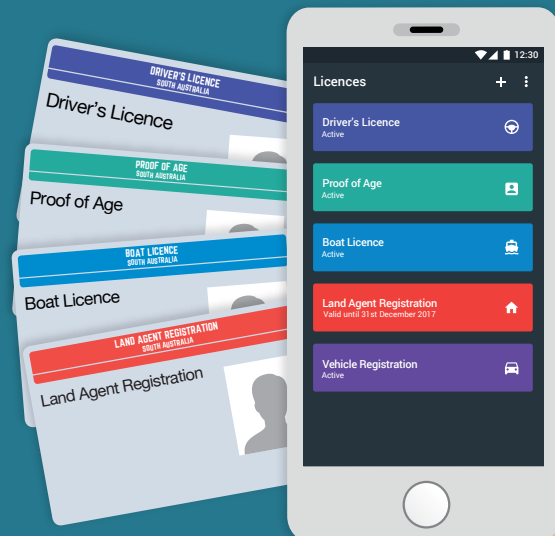 DRIVER'S LICENCE
SOUTH AUSTRALIA
Driver's Licence
PROOF OF AGE
SOUTH AUSTRALIA
Proof of Age
BOAT LICENCE
SOUTH AUSTRALIA
Boat Licence
LAND AGENT REGISTRATION
SOUTH AUSTRALIA
Land Agent Registration
12:30
Licences
Driver's Licence
Active
Proof of Age
Active
Boat Licence
Active
Land Agent Registration
Valid until 31st December 2017
Vehicle Registration
Active